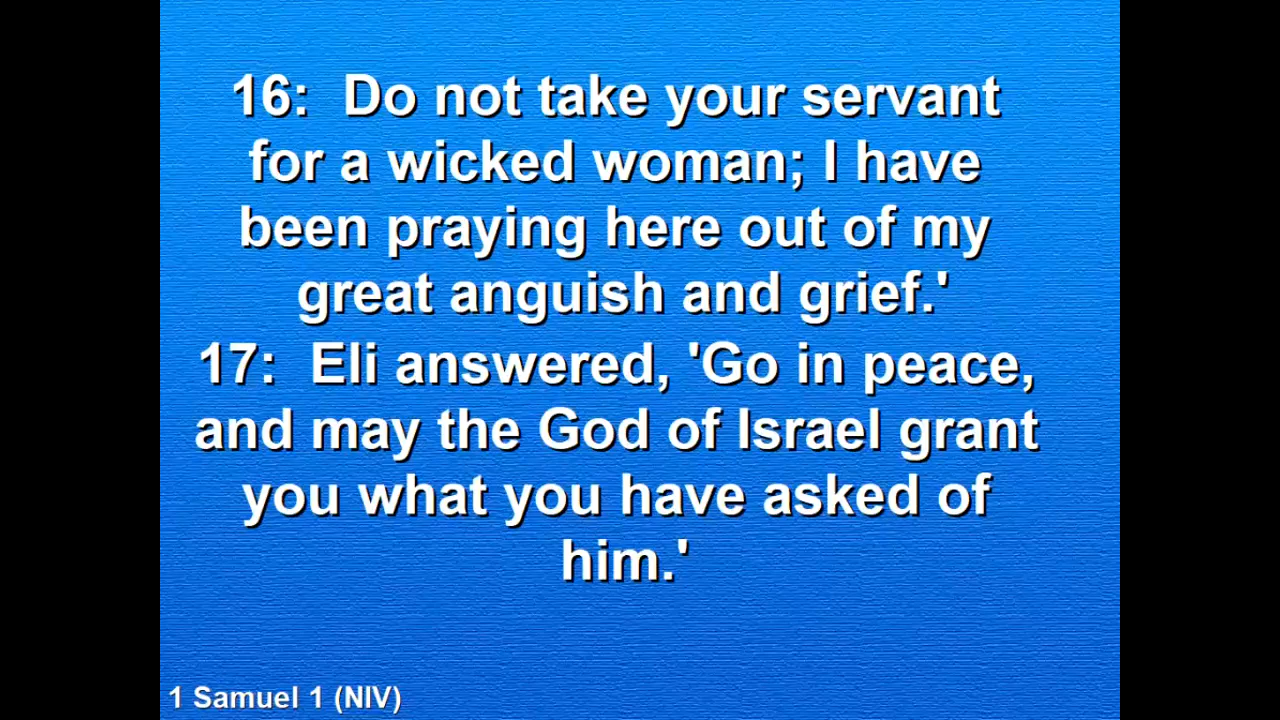 16:  Do not take your servant
for a wicked woman; I have
been praying here out of my
great anguish and grief.'
17:  Eli answered, 'Go in peace,
and may the God of Israel grant
you what you have asked of
him.'
1 Samuel 1 (NIV)